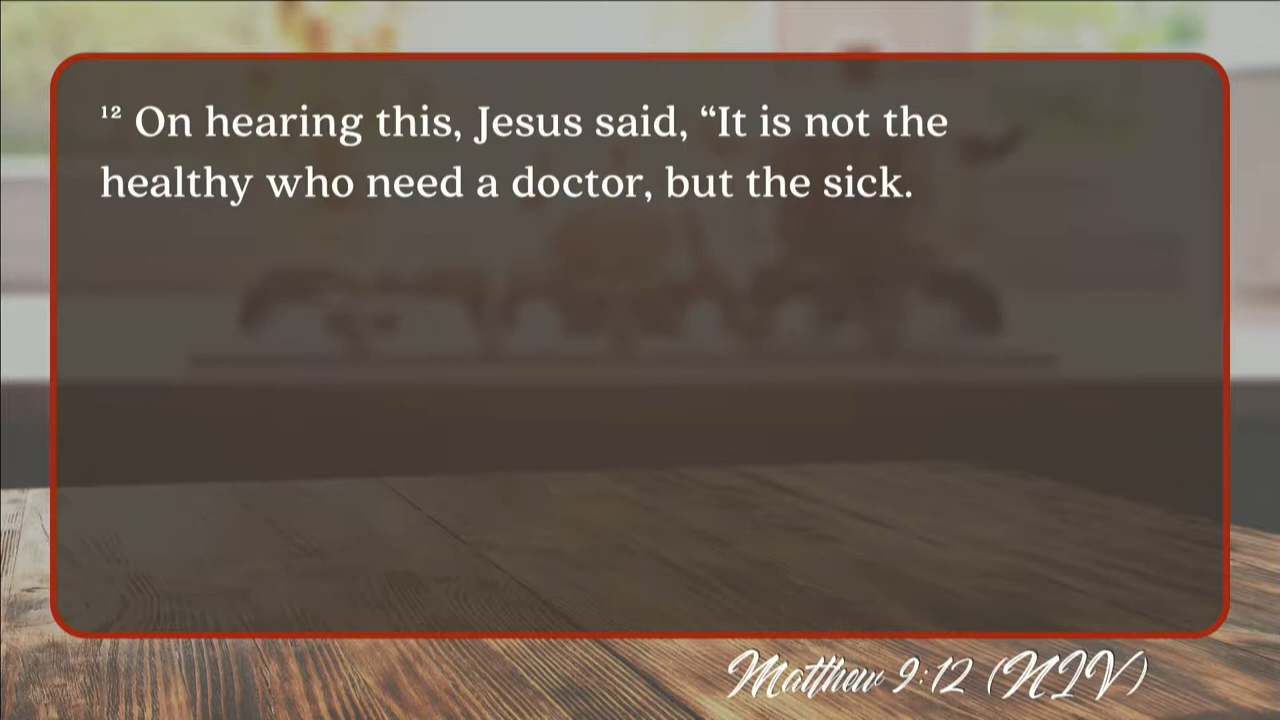 ¹² On hearing this, Jesus said, “It is not the
healthy who need a doctor, but the sick.
Matthew 9:12 (NIV)